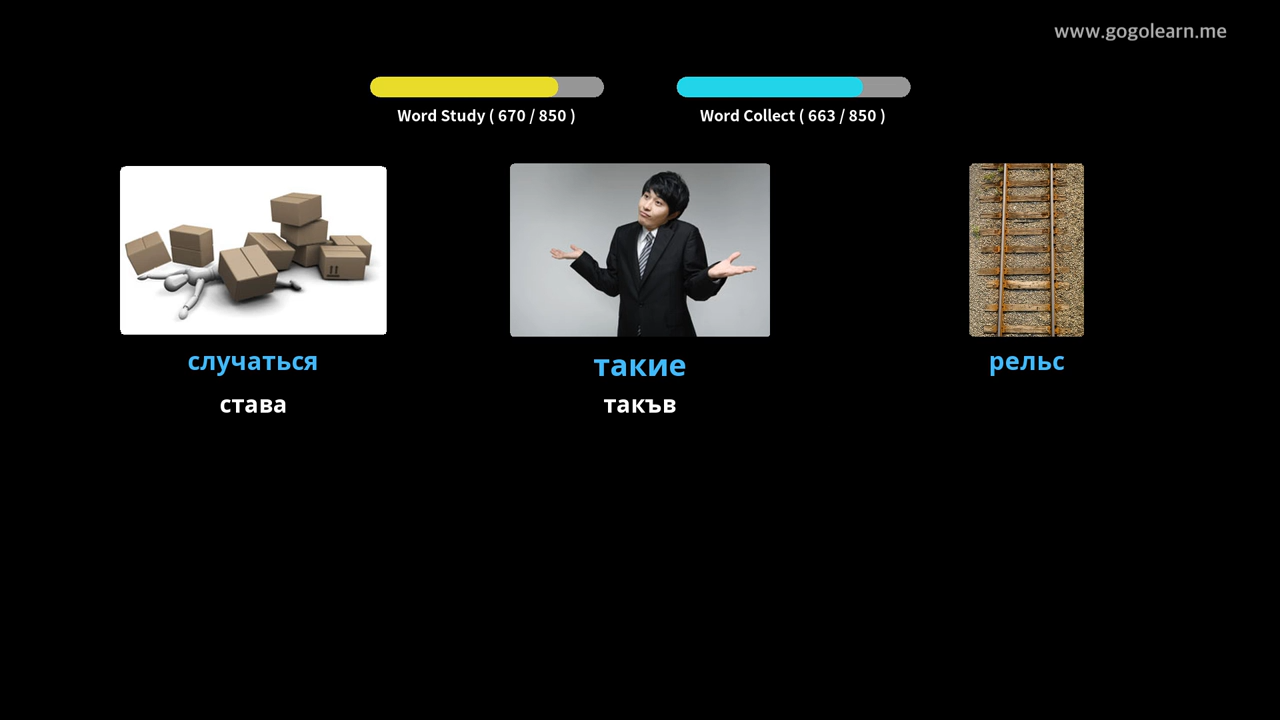 www.gogolearn.me
Word Study ( 670 / 850 )
Word Collect ( 663 / 850 )
случаться
такие
рельс
става
такъв